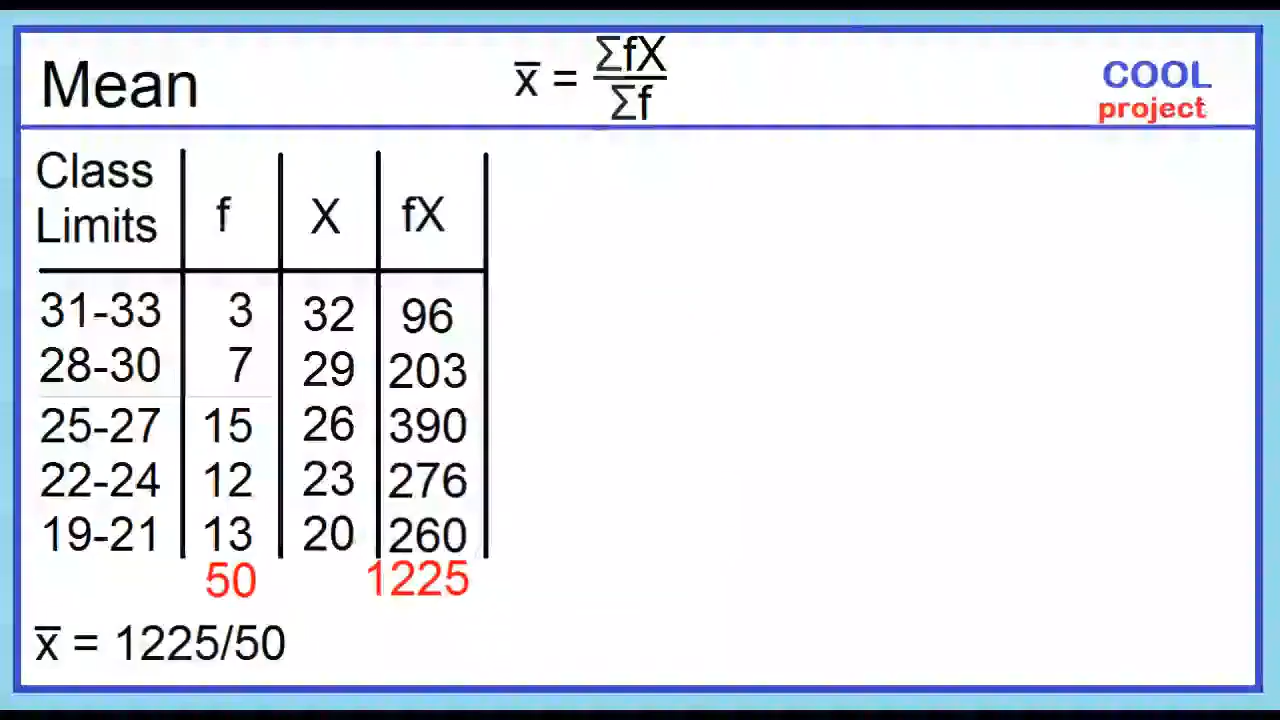 Mean
x̄ = ΣfX
Σf
COOL
project
Class
Limits f X fX
31-33 3 32 96
28-30 7 29 203
25-27 15 26 390
22-24 12 23 276
19-21 13 20 260
50 1225
x̄ = 1225/50